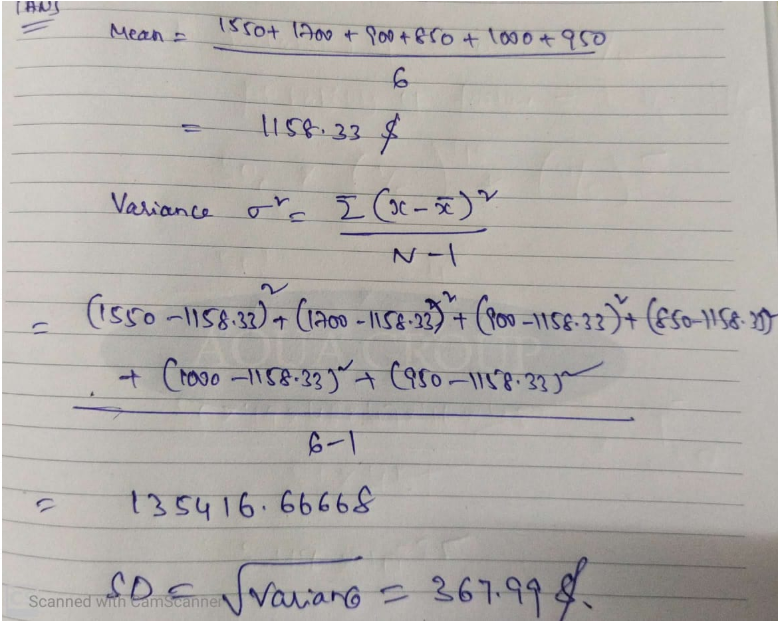 (ANS
Mean = 1550+ 1700 + 900+850 + 1000 + 950
6
= 1158.33 $
Variance σ² = Σ (x - x̄)²
N-1
= (1550 -1158.33)² + (1700 -1158.33)² + (900 -1158.33)² + (850-1158.33)
+ (1000 -1158.33)² + (950 -1158.33)²
6-1
= 135416.66668
SD = √Variance = 367.99 $.
AQUA GROUP
Scanned with CamScanner